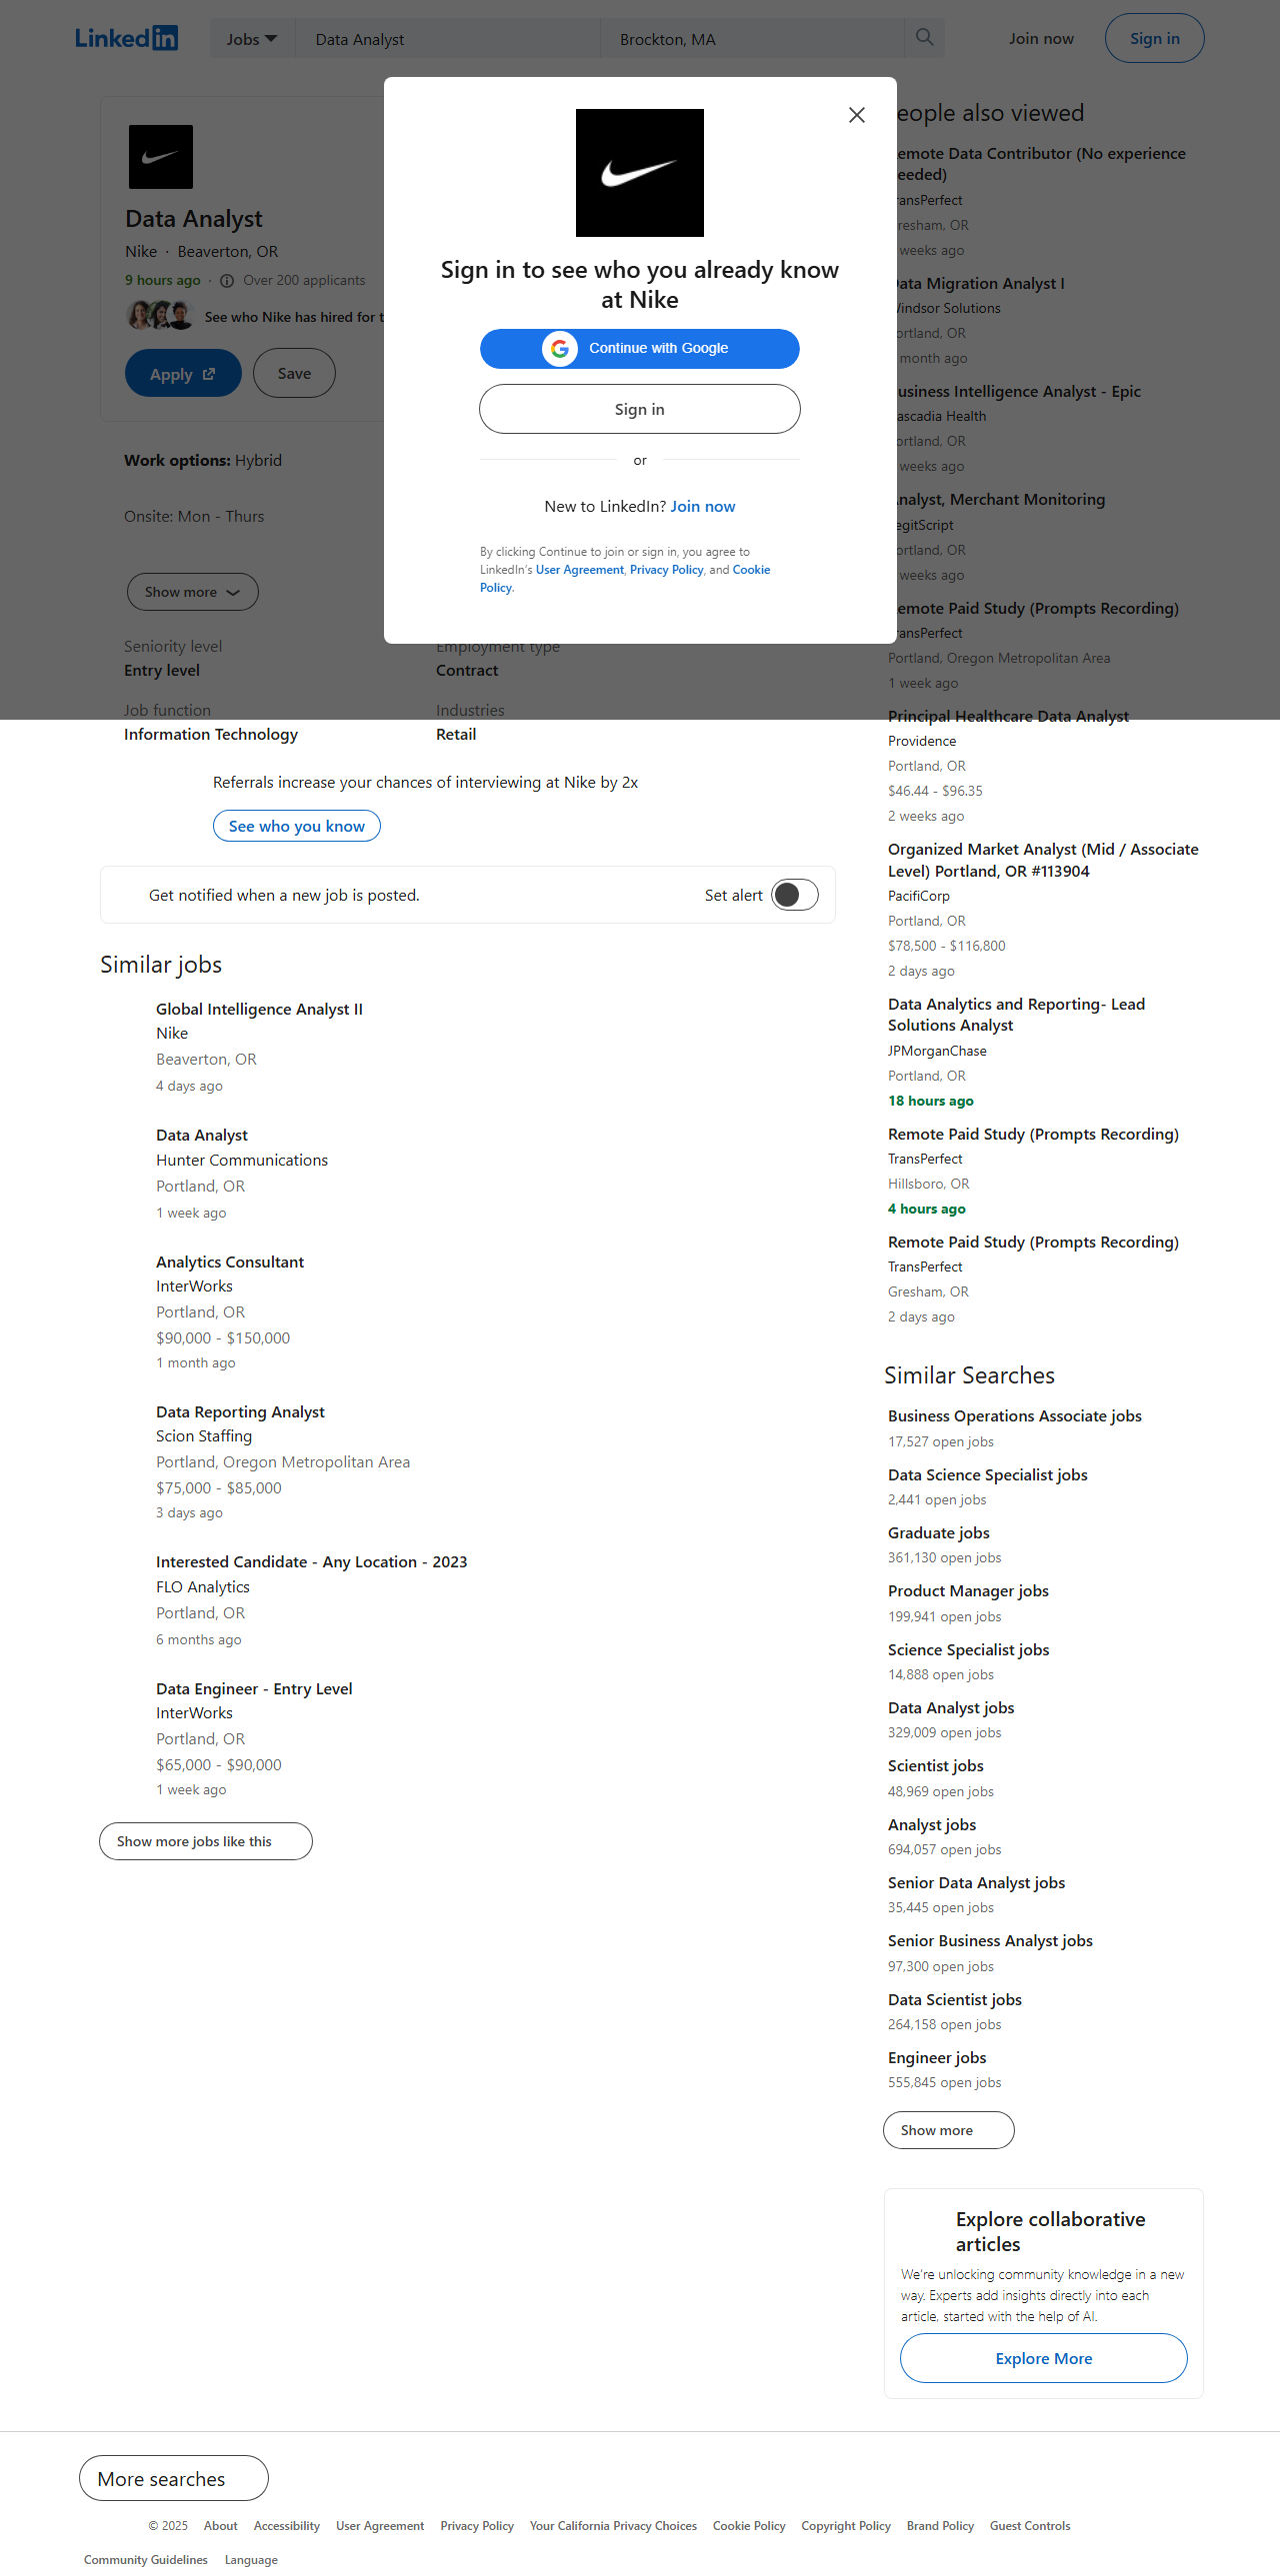 LinkedIn
Jobs
Data Analyst
Brockton, MA
Join now
Sign in
Data Analyst
Nike · Beaverton, OR
9 hours ago · Over 200 applicants
See who Nike has hired for
Apply
Save
Work options: Hybrid
Onsite: Mon - Thurs
Show more
Sign in to see who you already know
at Nike
Continue with Google
Sign in
or
New to LinkedIn? Join now
By clicking Continue to join or sign in, you agree to
LinkedIn's User Agreement, Privacy Policy, and Cookie
Policy.
Seniority level
Entry level
Employment type
Contract
Job function
Information Technology
Industries
Retail
Referrals increase your chances of interviewing at Nike by 2x
See who you know
Get notified when a new job is posted.
Set alert
Similar jobs
Global Intelligence Analyst II
Nike
Beaverton, OR
4 days ago
Data Analyst
Hunter Communications
Portland, OR
1 week ago
Analytics Consultant
InterWorks
Portland, OR
$90,000 - $150,000
1 month ago
Data Reporting Analyst
Scion Staffing
Portland, Oregon Metropolitan Area
$75,000 - $85,000
3 days ago
Interested Candidate - Any Location - 2023
FLO Analytics
Portland, OR
6 months ago
Data Engineer - Entry Level
InterWorks
Portland, OR
$65,000 - $90,000
1 week ago
Show more jobs like this
eople also viewed
emote Data Contributor (No experience
eeded)
ansPerfect
resham, OR
weeks ago
ata Migration Analyst I
Windsor Solutions
ortland, OR
month ago
usiness Intelligence Analyst - Epic
ascadia Health
ortland, OR
weeks ago
nalyst, Merchant Monitoring
egitScript
ortland, OR
weeks ago
emote Paid Study (Prompts Recording)
ansPerfect
Portland, Oregon Metropolitan Area
1 week ago
Principal Healthcare Data Analyst
Providence
Portland, OR
$46.44 - $96.35
2 weeks ago
Organized Market Analyst (Mid / Associate
Level) Portland, OR #113904
PacifiCorp
Portland, OR
$78,500 - $116,800
2 days ago
Data Analytics and Reporting- Lead
Solutions Analyst
JPMorganChase
Portland, OR
18 hours ago
Remote Paid Study (Prompts Recording)
TransPerfect
Hillsboro, OR
4 hours ago
Remote Paid Study (Prompts Recording)
TransPerfect
Gresham, OR
2 days ago
Similar Searches
Business Operations Associate jobs
17,527 open jobs
Data Science Specialist jobs
2,441 open jobs
Graduate jobs
361,130 open jobs
Product Manager jobs
199,941 open jobs
Science Specialist jobs
14,888 open jobs
Data Analyst jobs
329,009 open jobs
Scientist jobs
48,969 open jobs
Analyst jobs
694,057 open jobs
Senior Data Analyst jobs
35,445 open jobs
Senior Business Analyst jobs
97,300 open jobs
Data Scientist jobs
264,158 open jobs
Engineer jobs
555,845 open jobs
Show more
Explore collaborative
articles
We're unlocking community knowledge in a new
way. Experts add insights directly into each
article, started with the help of AI.
Explore More
More searches
© 2025 About Accessibility User Agreement Privacy Policy Your California Privacy Choices Cookie Policy Copyright Policy Brand Policy Guest Controls
Community Guidelines Language